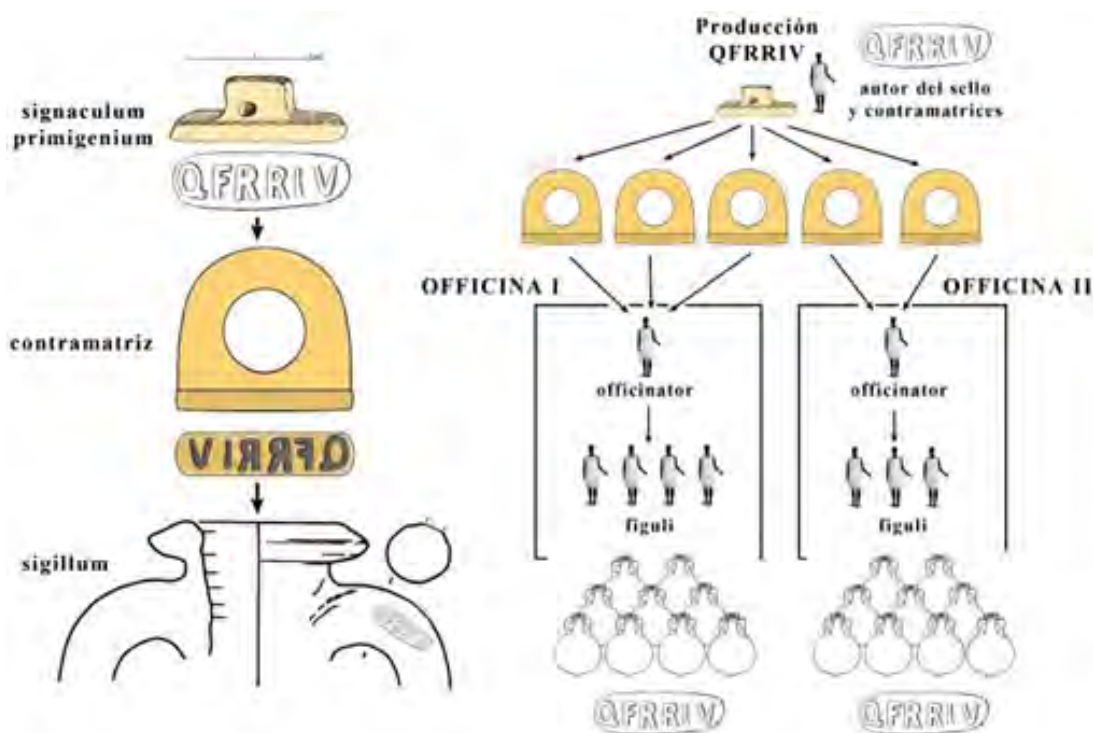 signaculum
primigenium
QFRRIV
contramatriz
QFRRIV
sigillum
Producción
QFRRIV
QFRRIV
autor del sello
y contramatrices
OFFICINA I
OFFICINA II
officinator
officinator
figuli
figuli
QFRRIV
QFRRIV